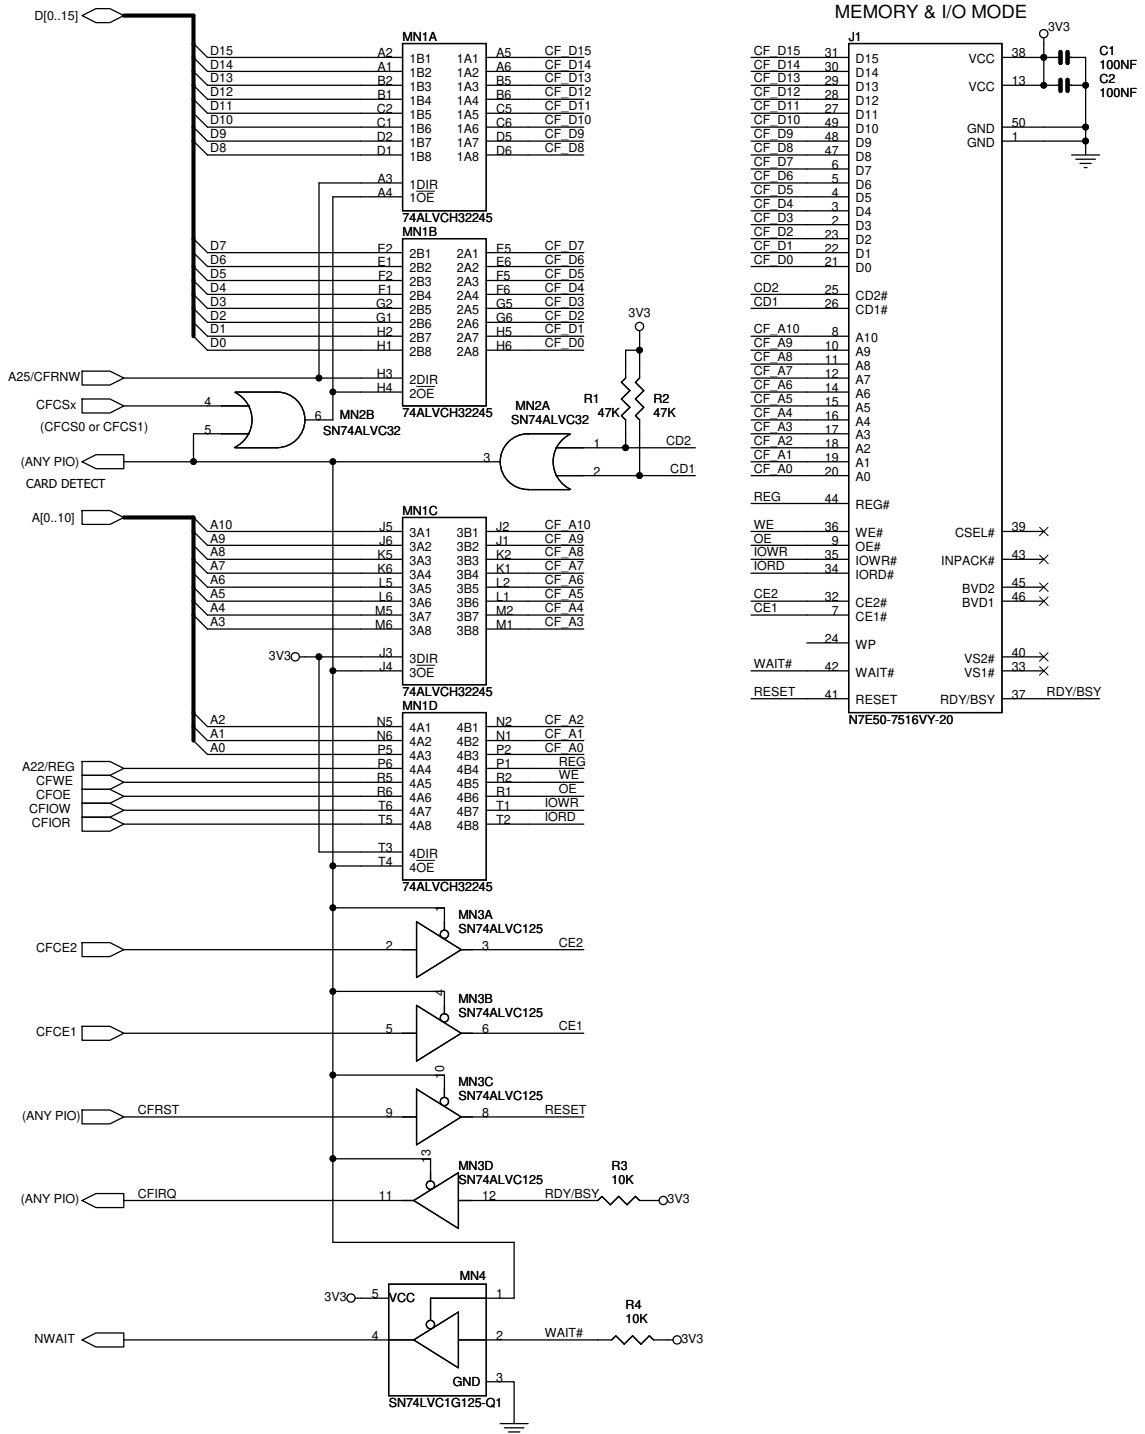 MEMORY & I/O MODE
D[0..15]
MN1A
D15 A2 1B1 1A1 A5 CF_D15
D14 A1 1B2 1A2 A6 CF_D14
D13 B2 1B3 1A3 B5 CF_D13
D12 B1 1B4 1A4 B6 CF_D12
D11 C2 1B5 1A5 C5 CF_D11
D10 C1 1B6 1A6 C6 CF_D10
D9 D2 1B7 1A7 D5 CF_D9
D8 D1 1B8 1A8 D6 CF_D8
A3 1DIR
A4 1OE
74ALVCH32245
MN1B
D7 E2 2B1 2A1 E5 CF_D7
D6 E1 2B2 2A2 E6 CF_D6
D5 F2 2B3 2A3 F5 CF_D5
D4 F1 2B4 2A4 F6 CF_D4
D3 G2 2B5 2A5 G5 CF_D3
D2 G1 2B6 2A6 G6 CF_D2
D1 H2 2B7 2A7 H5 CF_D1
D0 H1 2B8 2A8 H6 CF_D0
A25/CFRNW H3 2DIR
H4 2OE
74ALVCH32245
CFCSx 4
(CFCS0 or CFCS1)
5
6 MN2B
SN74ALVC32
3V3
R1 47K
R2 47K
MN2A
SN74ALVC32
1 CD2
2 CD1
3
(ANY PIO)
CARD DETECT
A[0..10]
MN1C
A10 J5 3A1 3B1 J2 CF_A10
A9 J6 3A2 3B2 J1 CF_A9
A8 K5 3A3 3B3 K2 CF_A8
A7 K6 3A4 3B4 K1 CF_A7
A6 L5 3A5 3B5 L2 CF_A6
A5 L6 3A6 3B6 L1 CF_A5
A4 M5 3A7 3B7 M2 CF_A4
A3 M6 3A8 3B8 M1 CF_A3
3V3 J3 3DIR
J4 3OE
74ALVCH32245
MN1D
A2 N5 4A1 4B1 N2 CF_A2
A1 N6 4A2 4B2 N1 CF_A1
A0 P5 4A3 4B3 P2 CF_A0
A22/REG P6 4A4 4B4 P1 REG
CFWE R5 4A5 4B5 R2 WE
CFOE R6 4A6 4B6 R1 OE
CFIOW T6 4A7 4B7 T1 IOWR
CFIOR T5 4A8 4B8 T2 IORD
T3 4DIR
T4 4OE
74ALVCH32245
1
MN3A
SN74ALVC125
CFCE2 2 3 CE2
4
MN3B
SN74ALVC125
CFCE1 5 6 CE1
10
MN3C
SN74ALVC125
(ANY PIO) CFRST 9 8 RESET
13
MN3D
SN74ALVC125
(ANY PIO) CFIRQ 11 12 RDY/BSY
R3
10K
3V3
MN4
3V3 5 VCC 1
NWAIT 4 2 WAIT#
R4
10K
3V3
GND 3
SN74LVC1G125-Q1
J1
CF_D15 31 D15
CF_D14 30 D14
CF_D13 29 D13
CF_D12 28 D12
CF_D11 27 D11
CF_D10 49 D10
CF_D9 48 D9
CF_D8 47 D8
CF_D7 6 D7
CF_D6 5 D6
CF_D5 4 D5
CF_D4 3 D4
CF_D3 2 D3
CF_D2 23 D2
CF_D1 22 D1
CF_D0 21 D0
CD2 25 CD2#
CD1 26 CD1#
CF_A10 8 A10
CF_A9 10 A9
CF_A8 11 A8
CF_A7 12 A7
CF_A6 14 A6
CF_A5 15 A5
CF_A4 16 A4
CF_A3 17 A3
CF_A2 18 A2
CF_A1 19 A1
CF_A0 20 A0
REG 44 REG#
WE 36 WE#
OE 9 OE#
IOWR 35 IOWR#
IORD 34 IORD#
CE2 32 CE2#
CE1 7 CE1#
24 WP
WAIT# 42 WAIT#
RESET 41 RESET
3V3
VCC 38
C1
100NF
VCC 13
C2
100NF
GND 50
GND 1
CSEL# 39
INPACK# 43
BVD2 45
BVD1 46
VS2# 40
VS1# 33
RDY/BSY 37 RDY/BSY
N7E50-7516VY-20